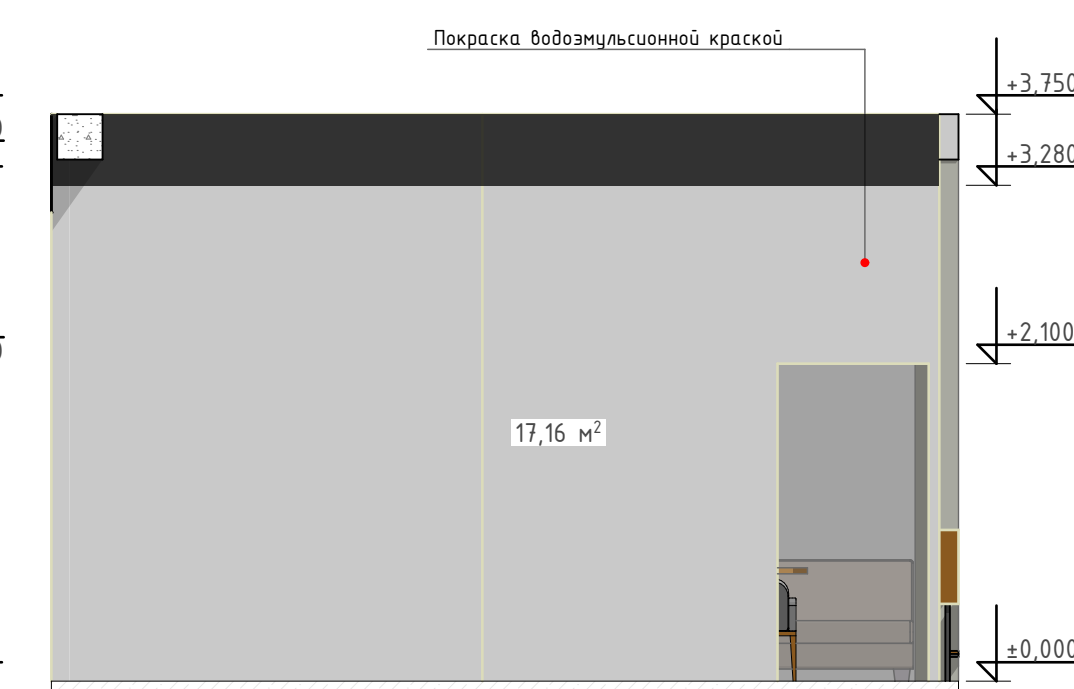 Покраска водоэмульсионной краской
+3,750
+3,280
+2,100
17,16 м²
±0,000